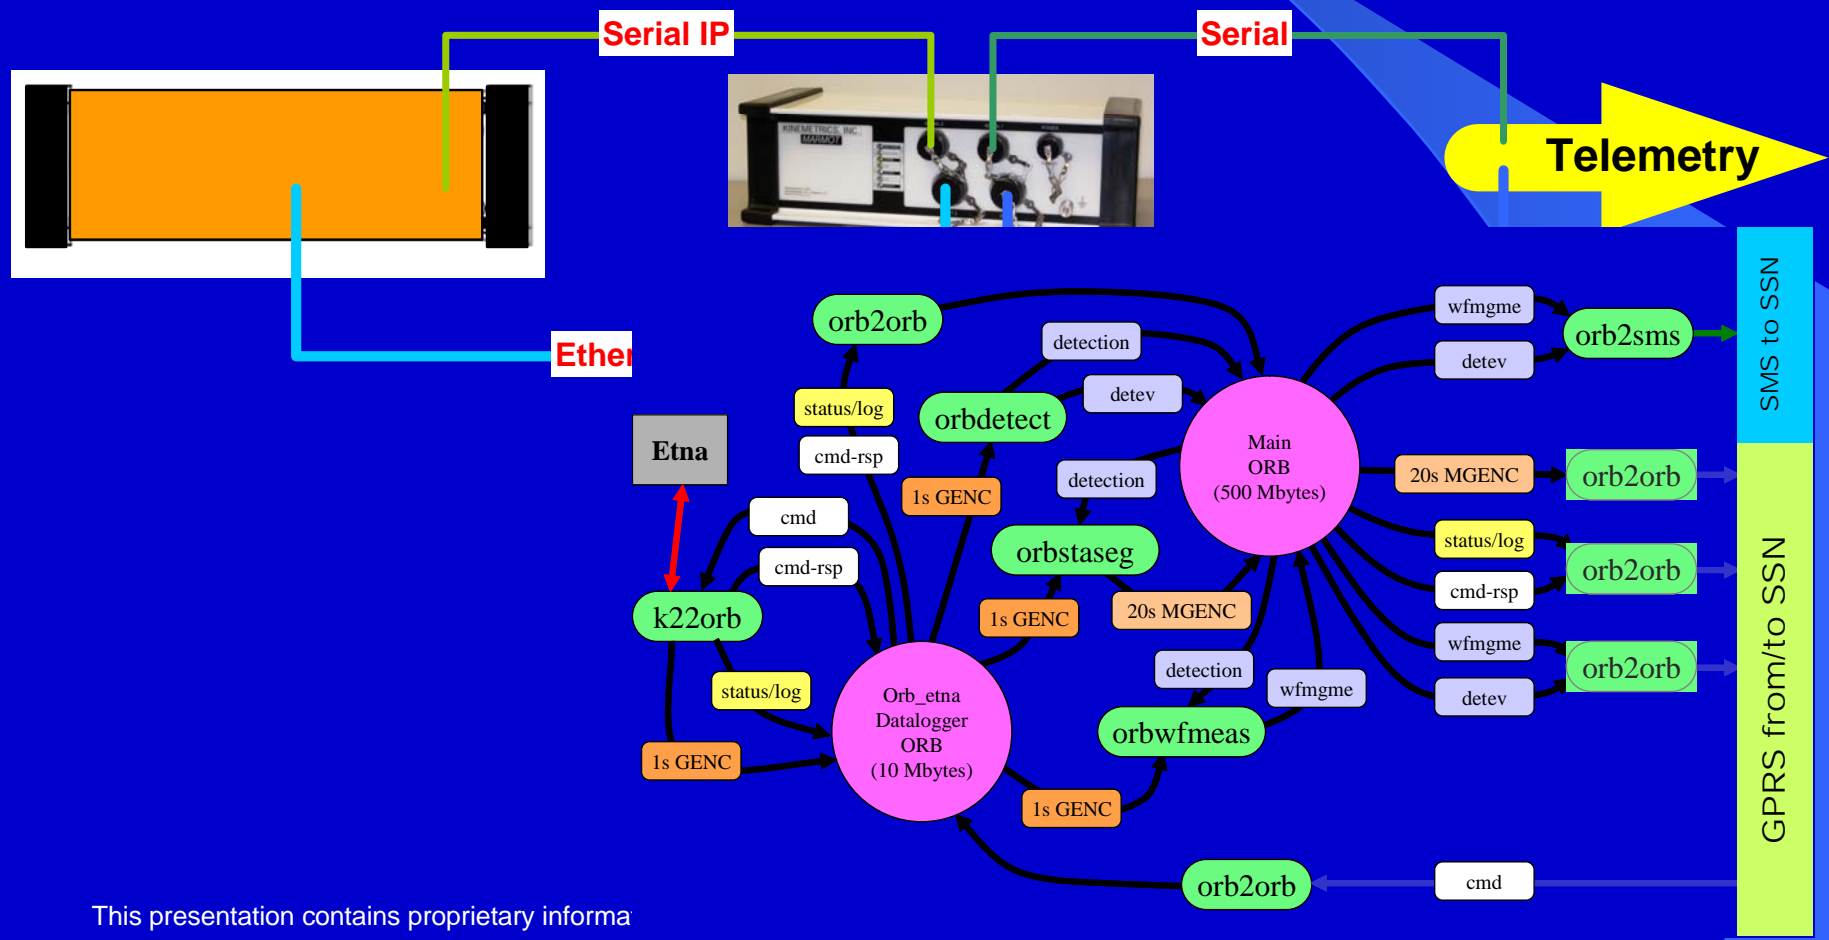 Serial IP
Serial
KINEMETRICS, INC.
MARMOT
Telemetry
Ether
SMS to SSN
GPRS from/to SSN
orb2orb
wfmgme
orb2sms
detection
detev
detev
status/log
orbdetect
cmd-rsp
Etna
Main
ORB
(500 Mbytes)
detection
20s MGENC
orb2orb
1s GENC
cmd
orbstaseg
status/log
cmd-rsp
orb2orb
cmd-rsp
k22orb
1s GENC
20s MGENC
wfmgme
orb2orb
detection
wfmgme
detev
status/log
Orb_etna
Datalogger
ORB
(10 Mbytes)
orbwfmeas
1s GENC
1s GENC
orb2orb
cmd
This presentation contains proprietary informa